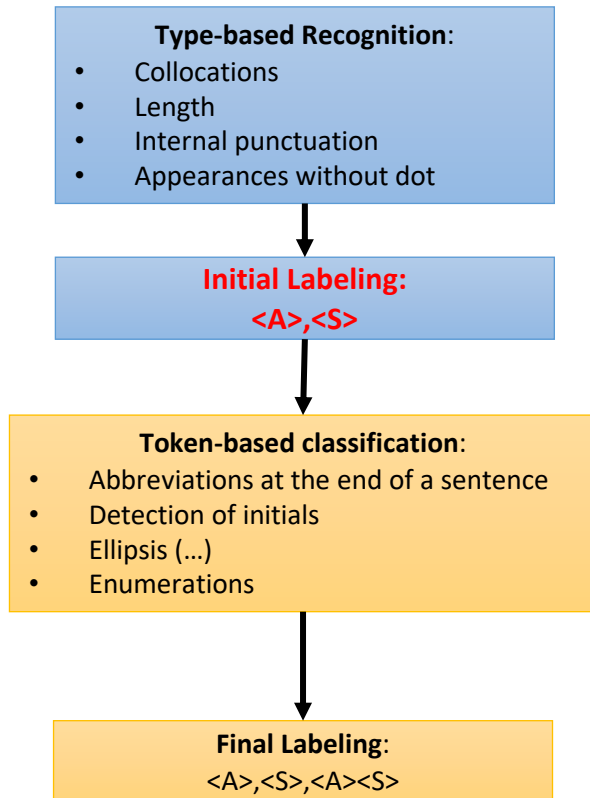 Type-based Recognition:
• Collocations
• Length
• Internal punctuation
• Appearances without dot
Initial Labeling:
<A>,<S>
Token-based classification:
• Abbreviations at the end of a sentence
• Detection of initials
• Ellipsis (…)
• Enumerations
Final Labeling:
<A>,<S>,<A><S>